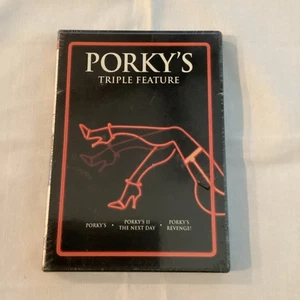 PORKY'S
TRIPLE FEATURE
PORKY'S • PORKY'S II THE NEXT DAY • PORKY'S REVENGE!